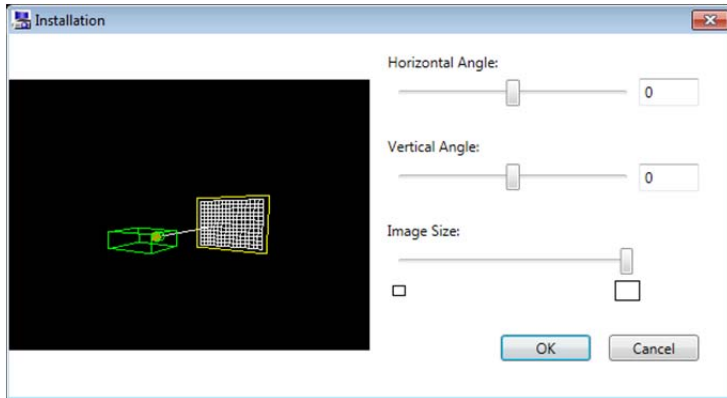 Installation
Horizontal Angle:
0
Vertical Angle:
0
Image Size:
OK
Cancel